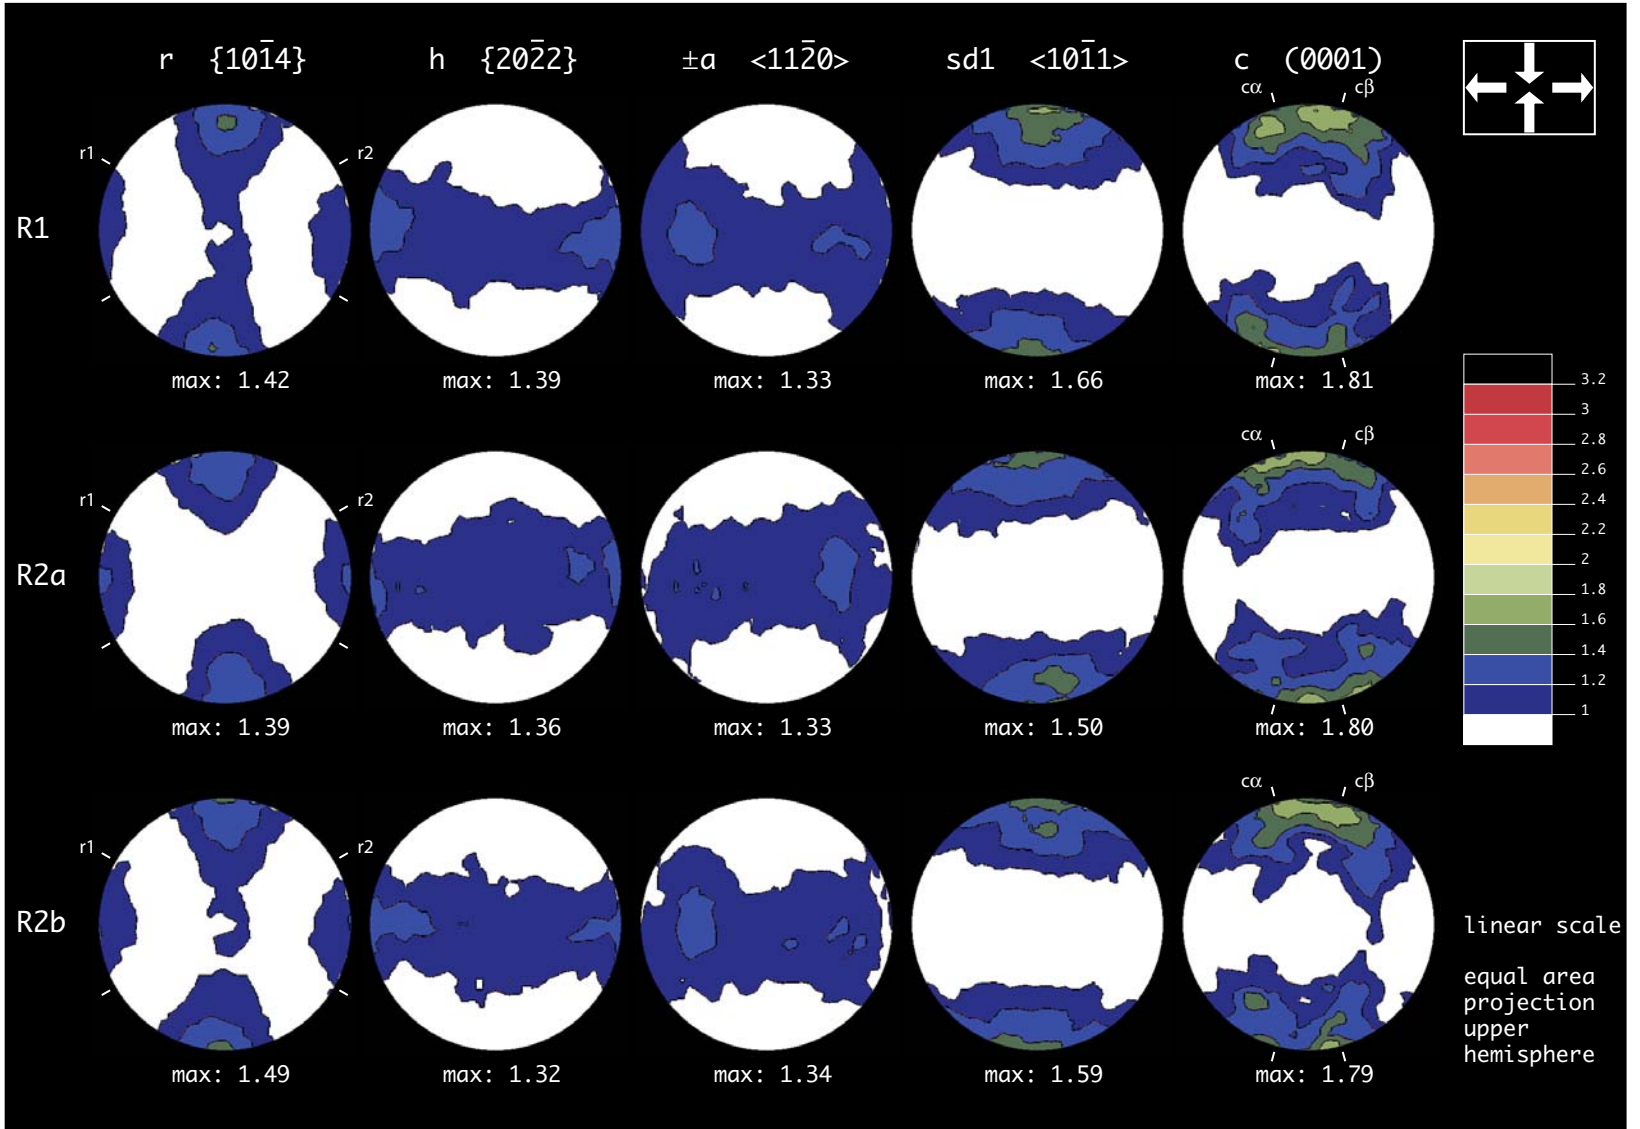 r {101̄4} h {202̄2} ±a <112̄0> sd1 <101̄1> c (0001)
cα cβ
r1 r2
R1
max: 1.42 max: 1.39 max: 1.33 max: 1.66 max: 1.81
3.2
3
2.8
2.6
2.4
2.2
2
1.8
1.6
1.4
1.2
1
cα cβ
r1 r2
R2a
max: 1.39 max: 1.36 max: 1.33 max: 1.50 max: 1.80
cα cβ
r1 r2
R2b
max: 1.49 max: 1.32 max: 1.34 max: 1.59 max: 1.79
linear scale
equal area
projection
upper
hemisphere